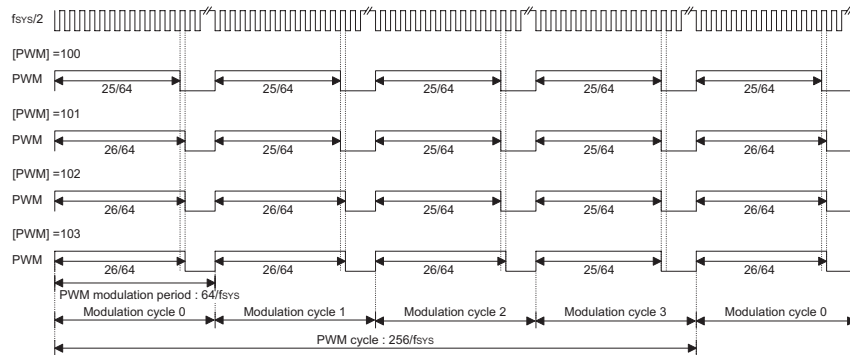 fSYS/2
[PWM] =100
PWM
25/64 25/64 25/64 25/64 25/64
[PWM] =101
PWM
26/64 25/64 25/64 25/64 26/64
[PWM] =102
PWM
26/64 26/64 25/64 25/64 26/64
[PWM] =103
PWM
26/64 26/64 26/64 25/64 26/64
PWM modulation period : 64/fSYS
Modulation cycle 0 Modulation cycle 1 Modulation cycle 2 Modulation cycle 3 Modulation cycle 0
PWM cycle : 256/fSYS